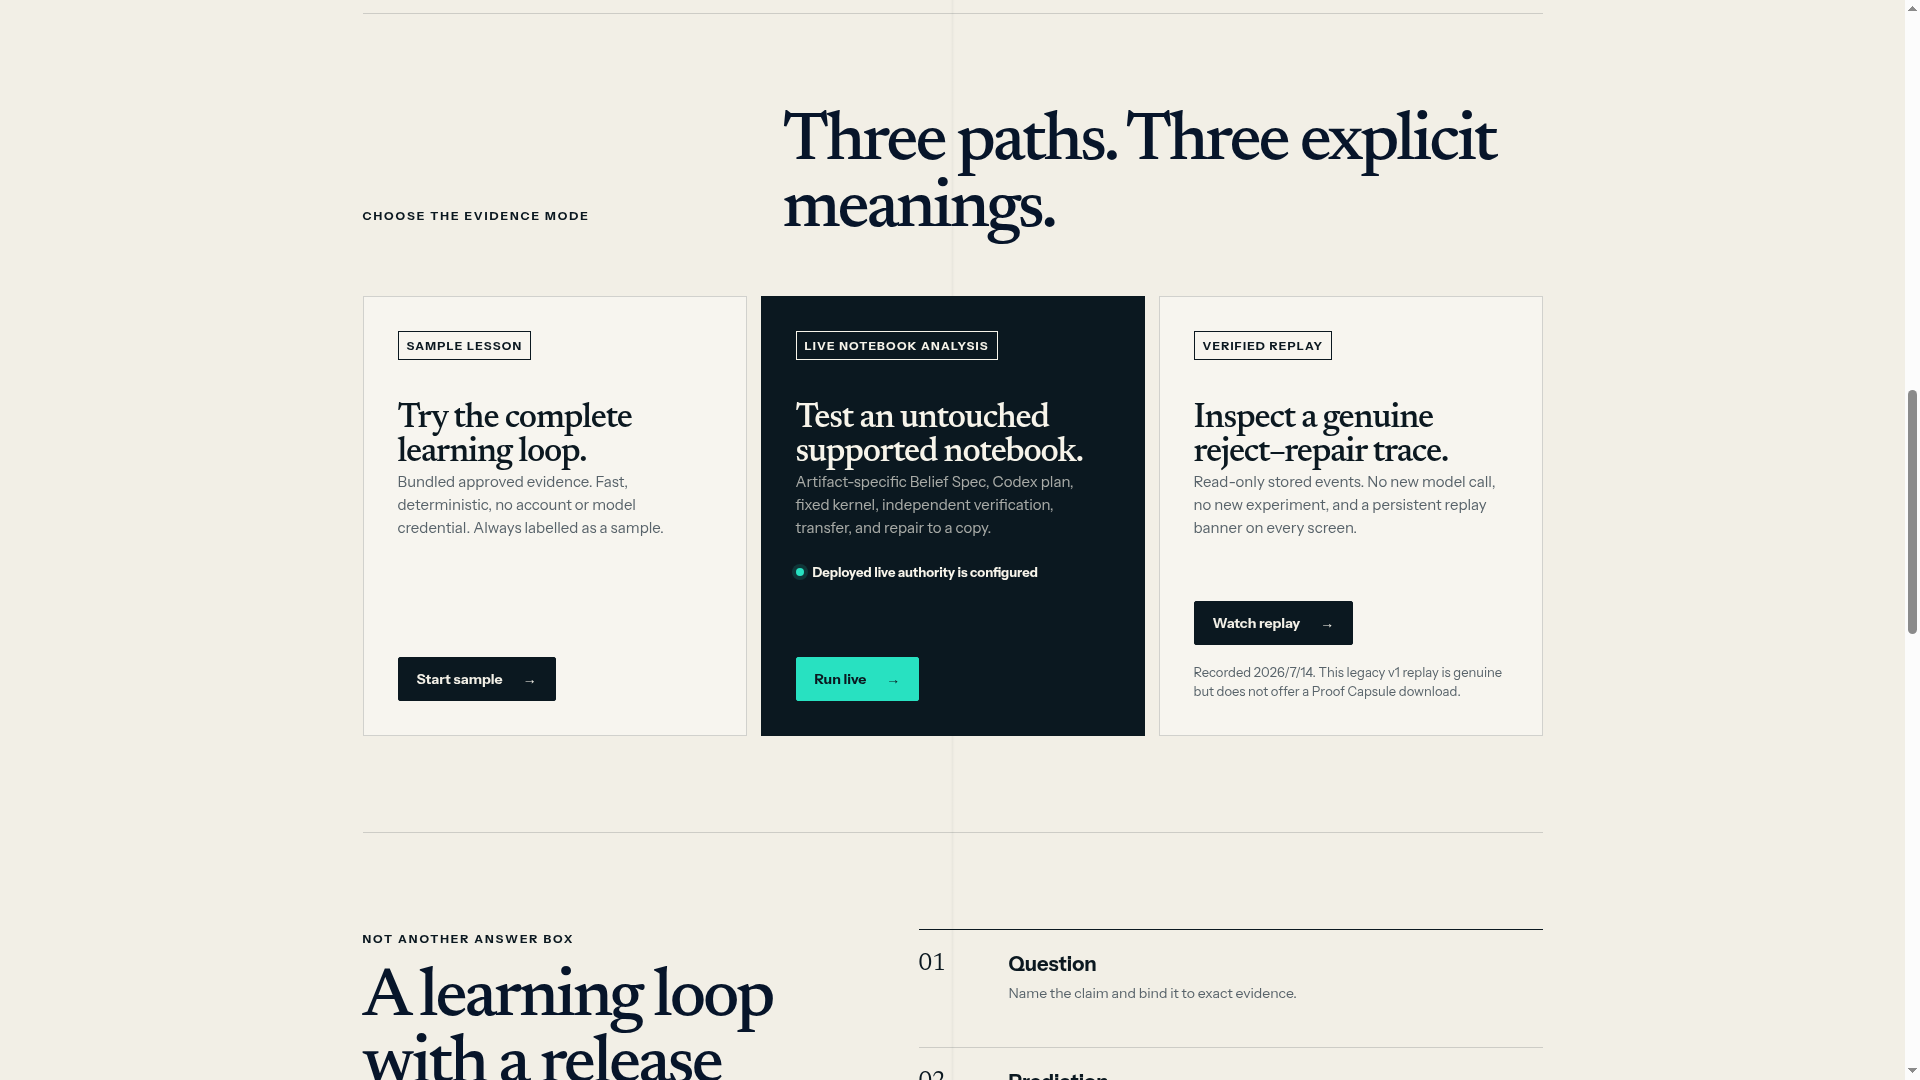 CHOOSE THE EVIDENCE MODE
Three paths. Three explicit
meanings.
SAMPLE LESSON
Try the complete
learning loop.
Bundled approved evidence. Fast,
deterministic, no account or model
credential. Always labelled as a sample.
Start sample →
LIVE NOTEBOOK ANALYSIS
Test an untouched
supported notebook.
Artifact-specific Belief Spec, Codex plan,
fixed kernel, independent verification,
transfer, and repair to a copy.
Deployed live authority is configured
Run live →
VERIFIED REPLAY
Inspect a genuine
reject–repair trace.
Read-only stored events. No new model call,
no new experiment, and a persistent replay
banner on every screen.
Watch replay →
Recorded 2026/7/14. This legacy v1 replay is genuine
but does not offer a Proof Capsule download.
NOT ANOTHER ANSWER BOX
A learning loop
with a release
01
Question
Name the claim and bind it to exact evidence.
02
Prediction